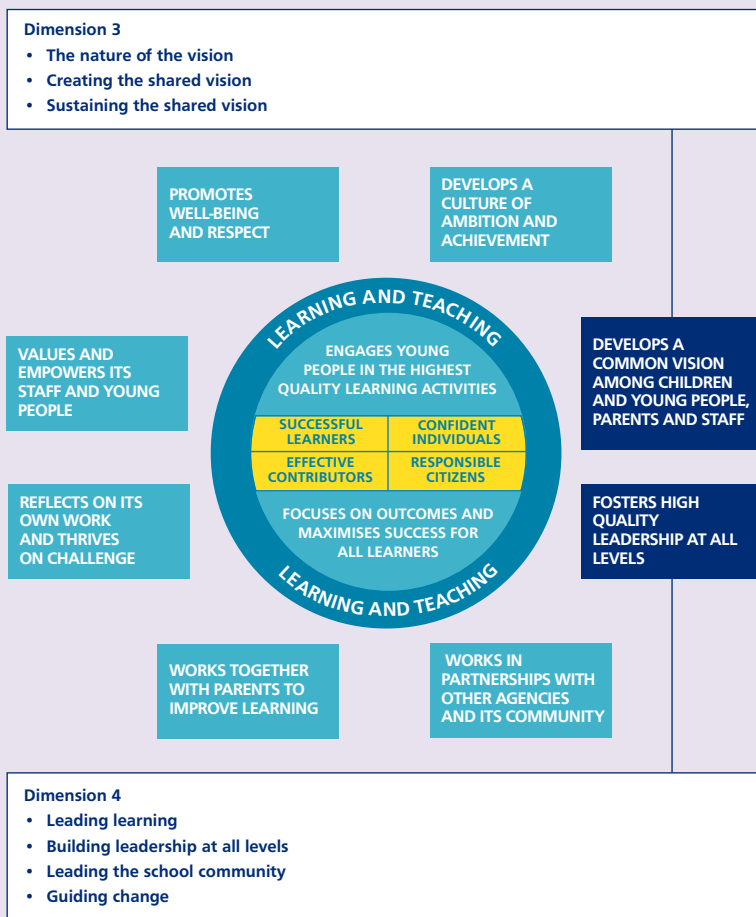 Dimension 3
• The nature of the vision
• Creating the shared vision
• Sustaining the shared vision
PROMOTES
WELL-BEING
AND RESPECT
DEVELOPS A
CULTURE OF
AMBITION AND
ACHIEVEMENT
VALUES AND
EMPOWERS ITS
STAFF AND YOUNG
PEOPLE
LEARNING AND TEACHING
ENGAGES YOUNG
PEOPLE IN THE HIGHEST
QUALITY LEARNING ACTIVITIES
SUCCESSFUL
LEARNERS
CONFIDENT
INDIVIDUALS
EFFECTIVE
CONTRIBUTORS
RESPONSIBLE
CITIZENS
FOCUSES ON OUTCOMES AND
MAXIMISES SUCCESS FOR
ALL LEARNERS
LEARNING AND TEACHING
DEVELOPS A
COMMON VISION
AMONG CHILDREN
AND YOUNG PEOPLE,
PARENTS AND STAFF
REFLECTS ON ITS
OWN WORK
AND THRIVES
ON CHALLENGE
FOSTERS HIGH
QUALITY
LEADERSHIP AT ALL
LEVELS
WORKS TOGETHER
WITH PARENTS TO
IMPROVE LEARNING
WORKS IN
PARTNERSHIPS WITH
OTHER AGENCIES
AND ITS COMMUNITY
Dimension 4
• Leading learning
• Building leadership at all levels
• Leading the school community
• Guiding change